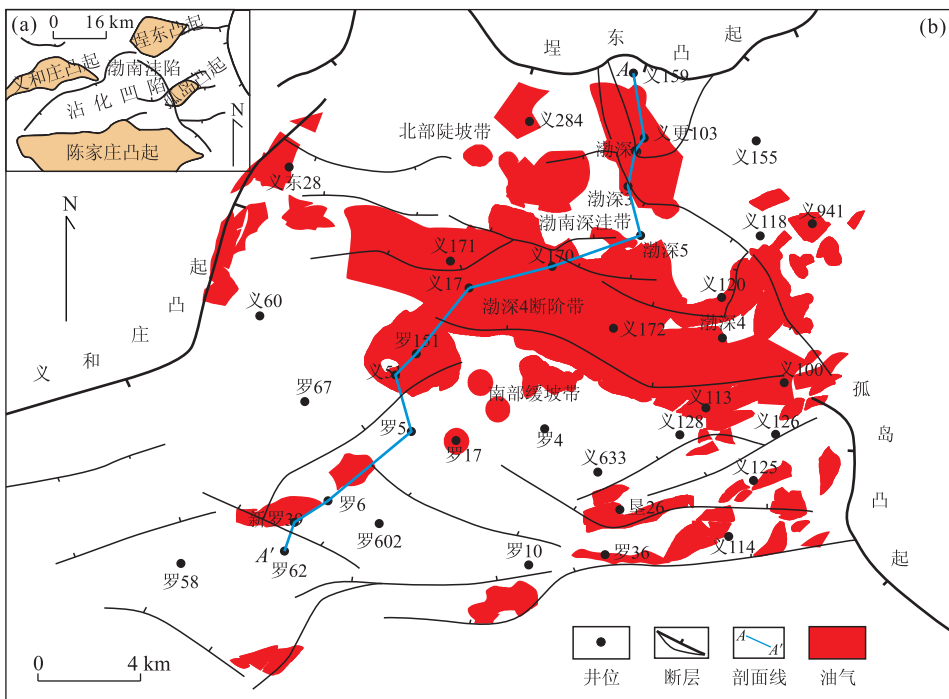 (a)
0 16 km
埕东凸起
义和庄凸起
渤南洼陷
孤岛凸起
沾化凹陷
N
陈家庄凸起
(b)
埕东凸起
A
义159
义284
北部陡坡带
义更103
渤深
义155
义东28
渤深3
渤南深洼带
义941
义118
N
渤深5
义171
义170
义17
义120
义60
渤深4断阶带
义172
渤深4
罗151
义和庄凸起
义5
义100
罗67
南部缓坡带
义113
孤岛凸起
罗5
罗17
罗4
义128
义126
义633
义125
罗6
新罗39
垦26
罗602
义114
A′
罗62
罗10
罗36
罗58
0 4 km
A
A′
井位
断层
剖面线
油气